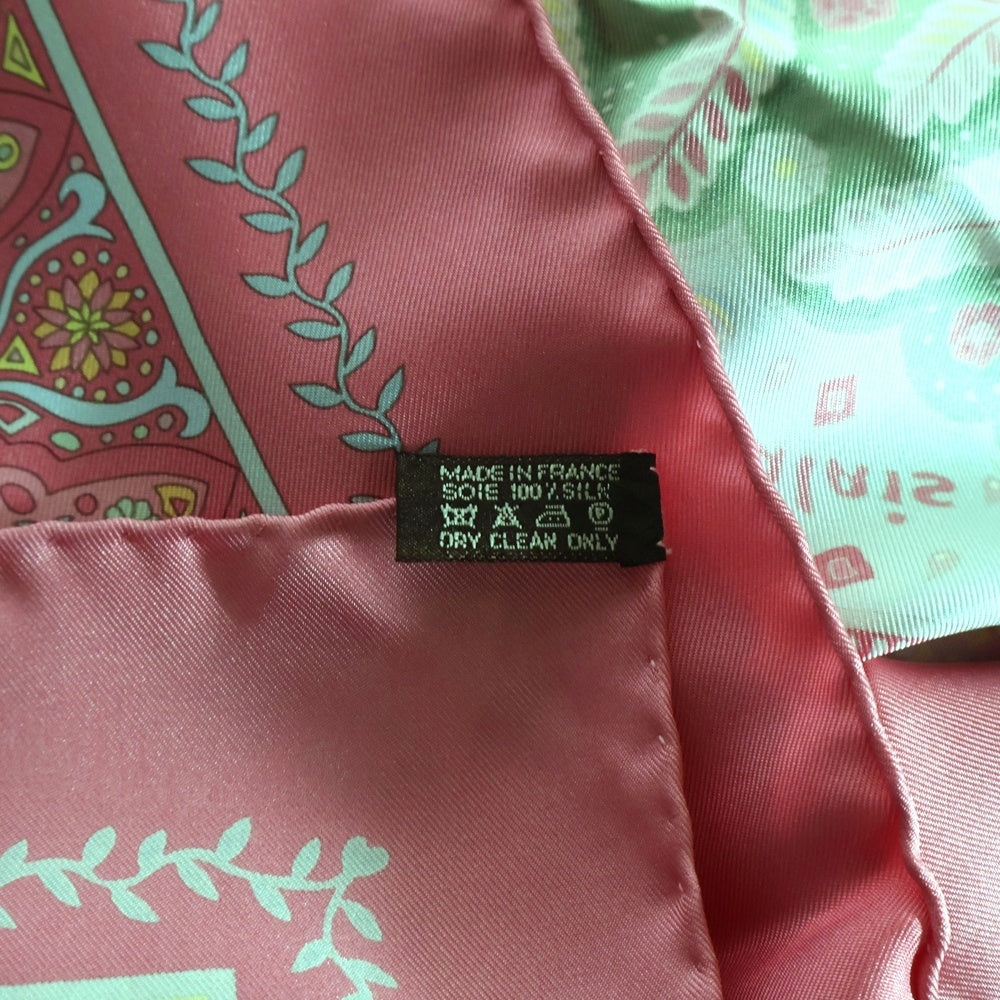 MADE IN FRANCE
SOIE 100% SILK
DRY CLEAN ONLY